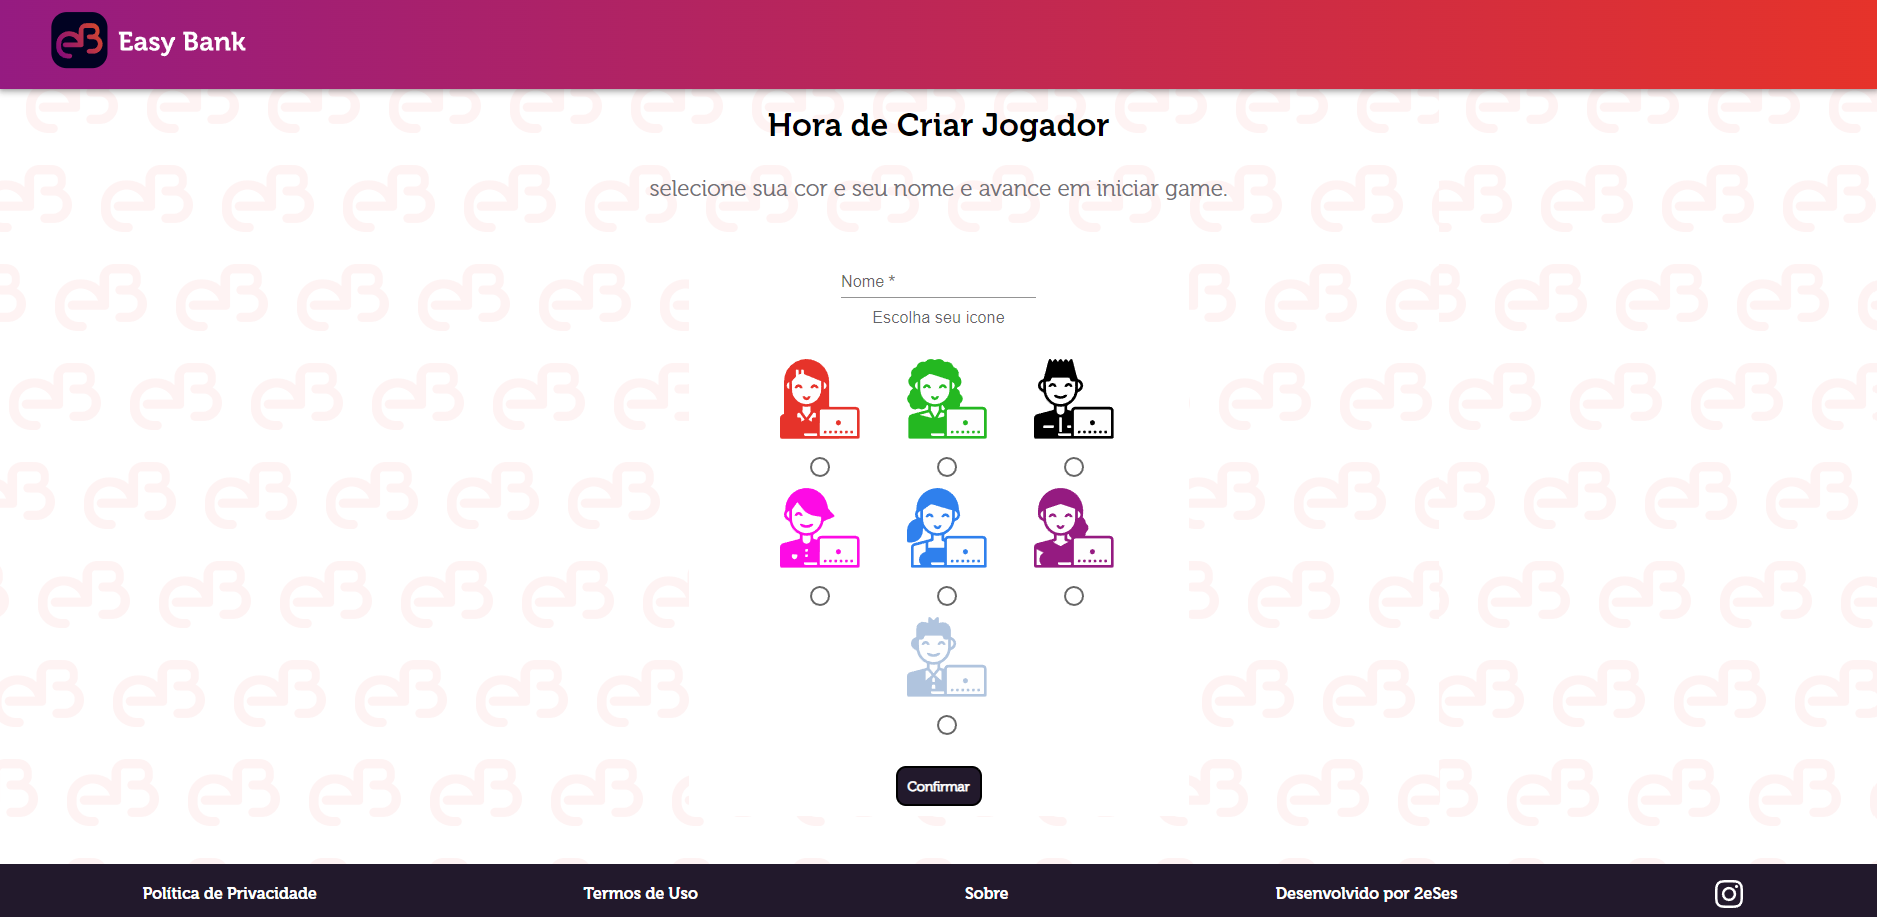 eB Easy Bank
Hora de Criar Jogador
selecione sua cor e seu nome e avance em iniciar game.
Nome *
Escolha seu icone
Confirmar
Política de Privacidade
Termos de Uso
Sobre
Desenvolvido por 2eSes